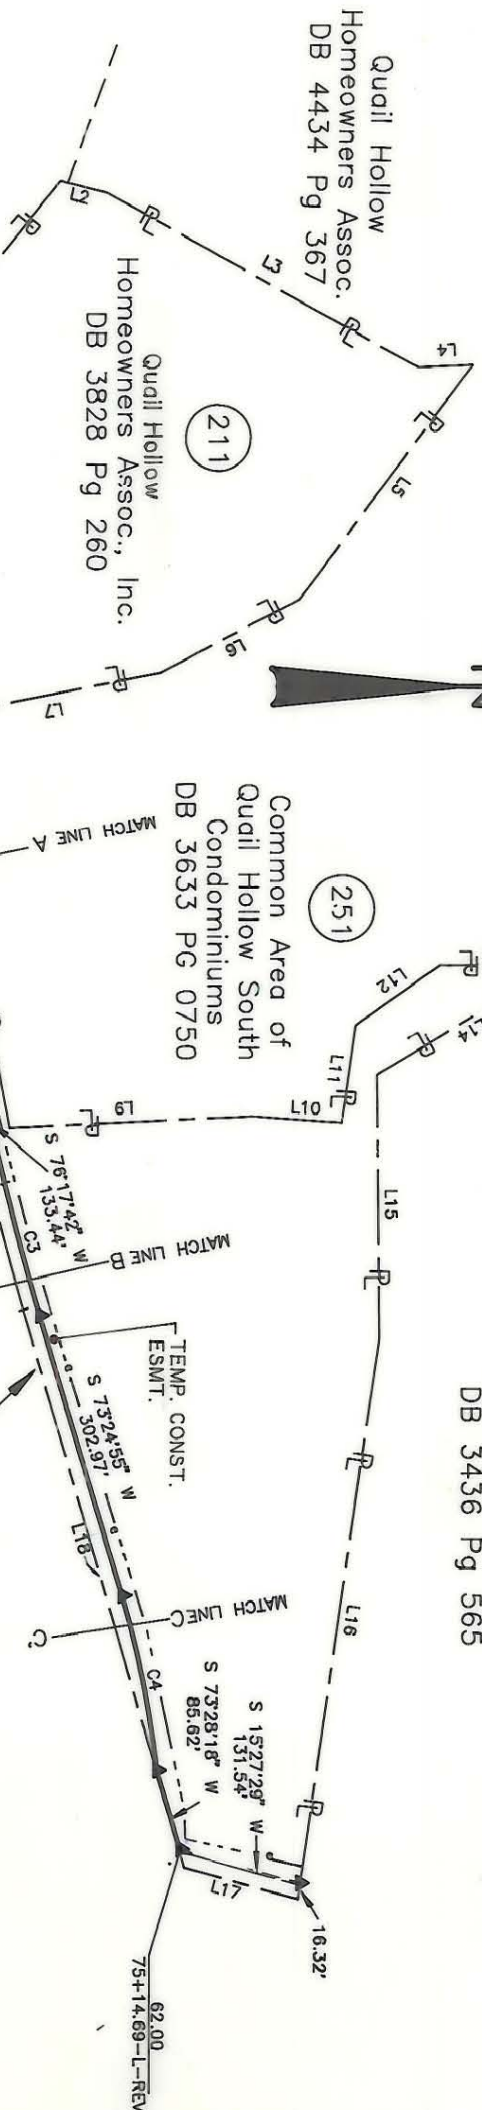 Quail Hollow
Homeowners Assoc.
DB 4434 Pg 367
L2
L3
L4
L5
L6
L7
211
Quail Hollow
Homeowners Assoc., Inc.
DB 3828 Pg 260
251
Common Area of
Quail Hollow South
Condominiums
DB 3633 PG 0750
MATCH LINE A
L9
L10
L11
L12
L14
L15
L16
DB 3436 Pg 565
S 76°17'42" W
133.44'
C3
MATCH LINE B
TEMP. CONST.
ESMT.
S 73°24'55" W
302.97'
L18
MATCH LINE C
C'
C4
S 73°28'18" W
85.62'
S 15°27'29" W
131.54'
L17
16.32'
62.00
75+14.69-L-REV